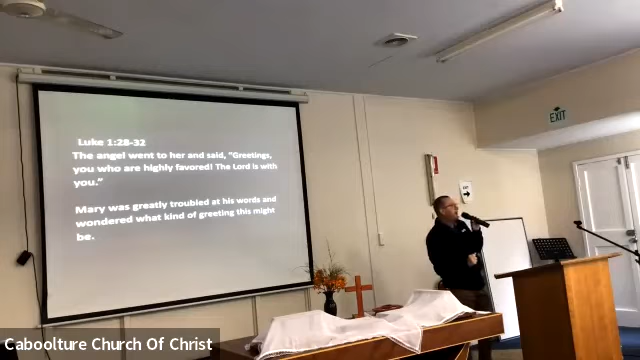 Luke 1:28-32
The angel went to her and said, "Greetings,
you who are highly favored! The Lord is with
you."
Mary was greatly troubled at his words and
wondered what kind of greeting this might
be.
EXIT
Caboolture Church Of Christ